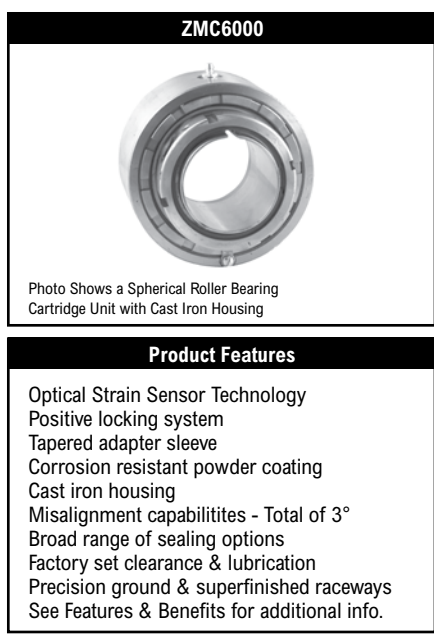 ZMC6000
Photo Shows a Spherical Roller Bearing
Cartridge Unit with Cast Iron Housing
Product Features
Optical Strain Sensor Technology
Positive locking system
Tapered adapter sleeve
Corrosion resistant powder coating
Cast iron housing
Misalignment capabilitites - Total of 3°
Broad range of sealing options
Factory set clearance & lubrication
Precision ground & superfinished raceways
See Features & Benefits for additional info.